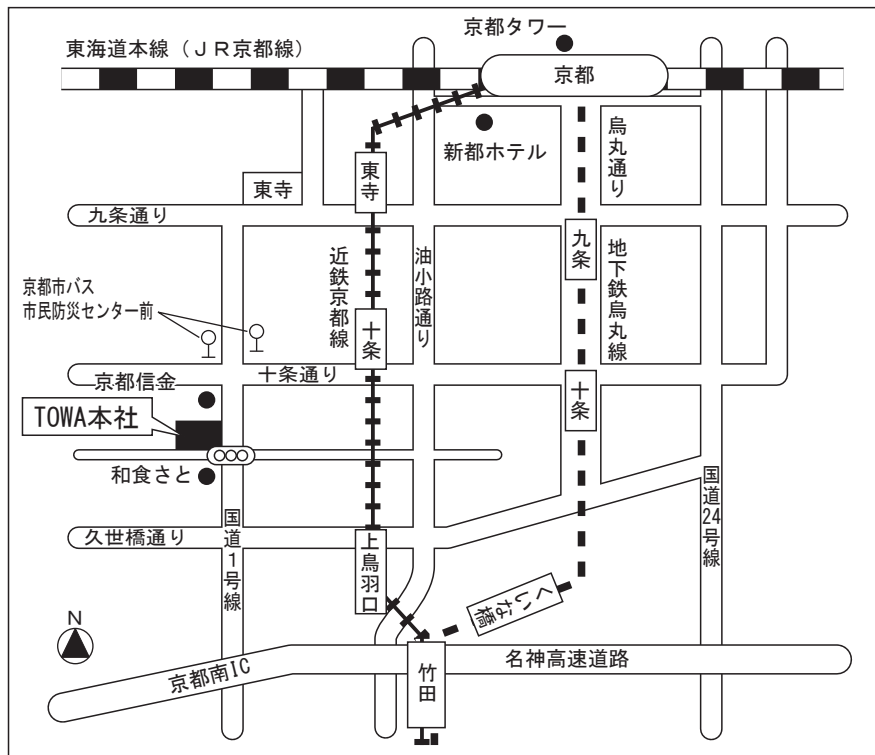 京都タワー
東海道本線（ＪＲ京都線）
京都
新都ホテル
烏丸通り
東寺
東寺
九条通り
九条
京都市バス
市民防災センター前
近鉄京都線
油小路通り
地下鉄烏丸線
十条
十条通り
十条
京都信金
TOWA本社
和食さと
国道１号線
国道24号線
久世橋通り
上鳥羽口
くいな橋
N
京都南IC
竹田
名神高速道路